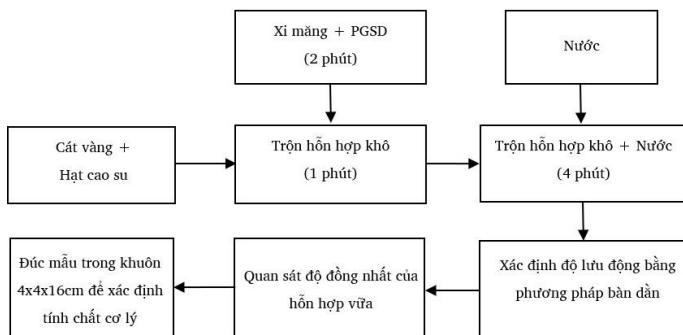 Xi măng + PGSD
(2 phút)
Nước
Cát vàng +
Hạt cao su
Trộn hỗn hợp khô
(1 phút)
Trộn hỗn hợp khô + Nước
(4 phút)
Đúc mẫu trong khuôn
4x4x16cm để xác định
tính chất cơ lý
Quan sát độ đồng nhất của
hỗn hợp vữa
Xác định độ lưu động bằng
phương pháp bàn dằn